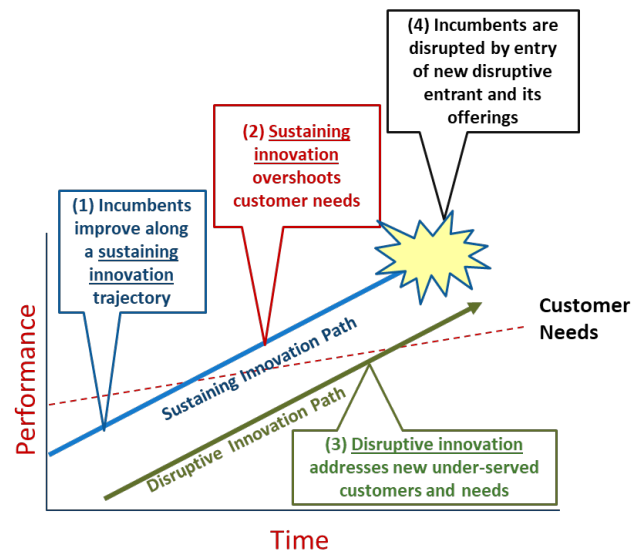 (4) Incumbents are
disrupted by entry
of new disruptive
entrant and its
offerings
(2) Sustaining
innovation
overshoots
customer needs
(1) Incumbents
improve along
a sustaining
innovation
trajectory
Customer
Needs
Performance
Sustaining Innovation Path
Disruptive Innovation Path
(3) Disruptive innovation
addresses new under-served
customers and needs
Time